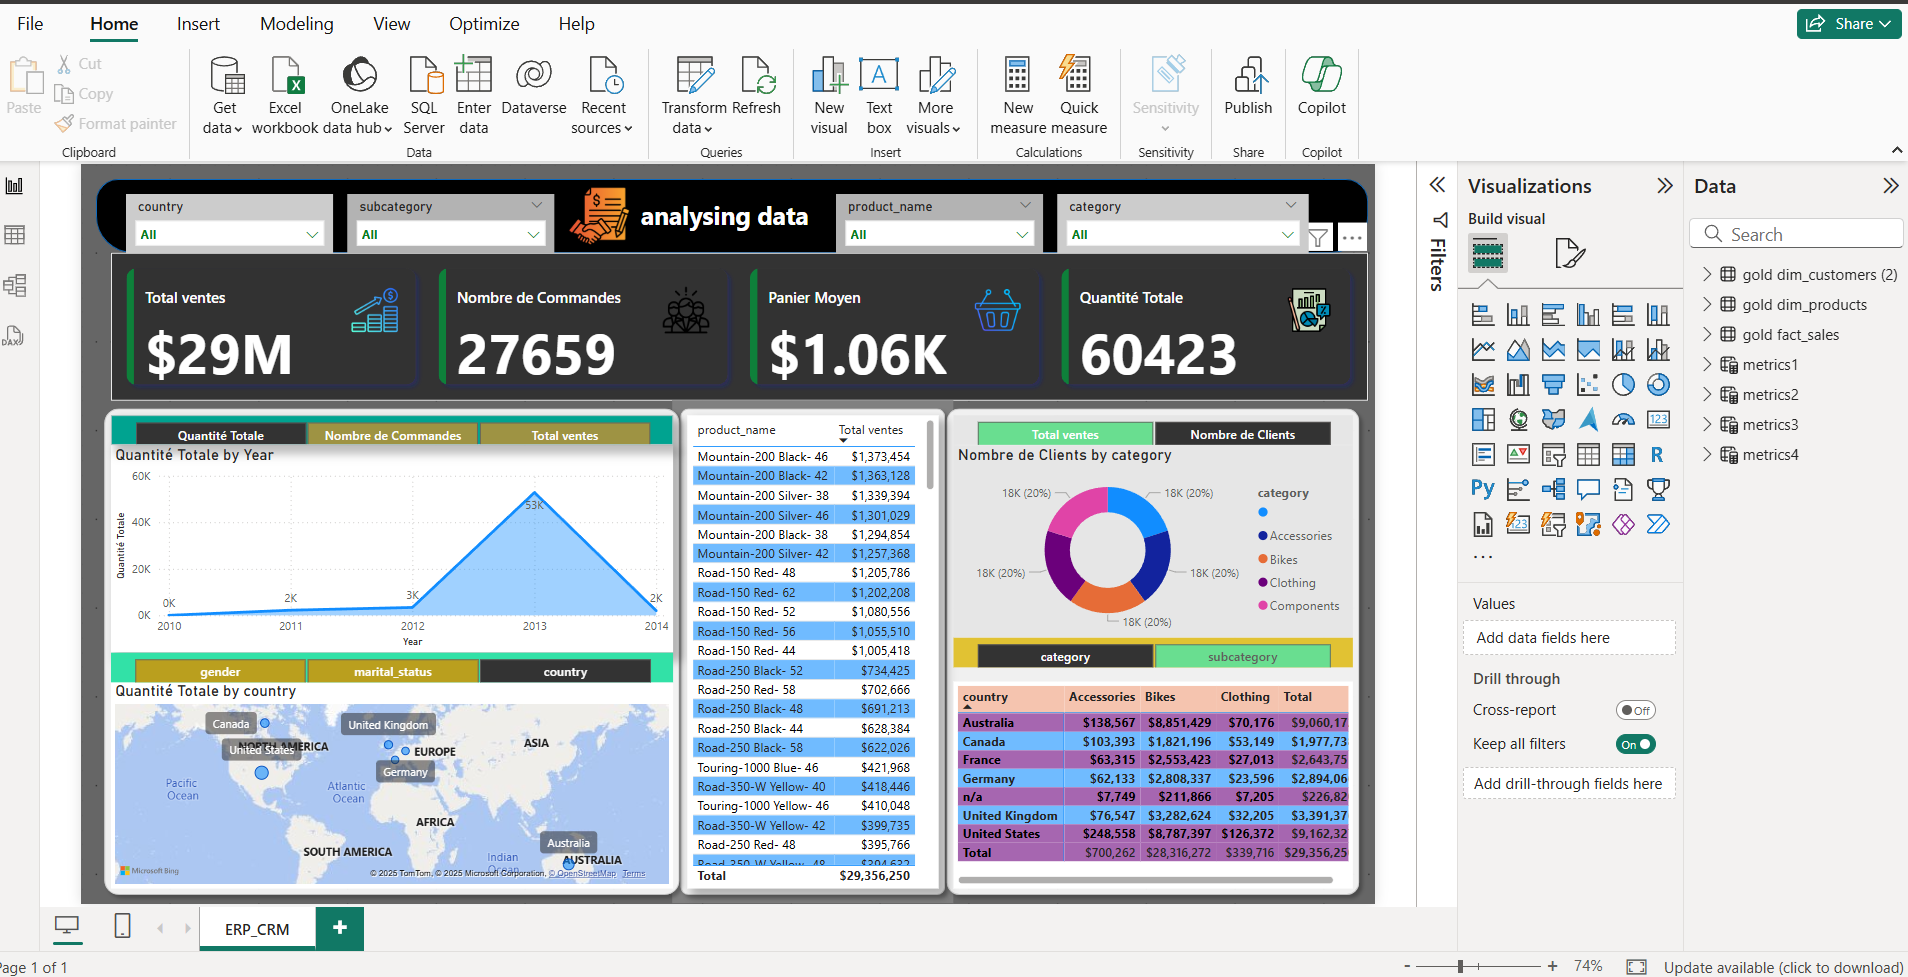 File Home Insert Modeling View Optimize Help
Share
Paste
Cut
Copy
Format painter
Clipboard
Get data
Excel workbook
OneLake data hub
SQL Server
Enter data
Dataverse
Recent sources
Data
Transform data
Refresh
Queries
New visual
Text box
More visuals
Insert
New measure
Quick measure
Calculations
Sensitivity
Sensitivity
Publish
Share
Copilot
Copilot
country
All
subcategory
All
analysing data
product_name
All
category
All
Total ventes
$29M
Nombre de Commandes
27659
Panier Moyen
$1.06K
Quantité Totale
60423
Quantité Totale Nombre de Commandes Total ventes
Quantité Totale by Year
Quantité Totale
60K
40K
20K
0K
0K 2K 3K 53K 2K
2010 2011 2012 2013 2014
Year
gender marital_status country
Quantité Totale by country
Canada
United States
United Kingdom
Germany
Australia
NORTH AMERICA
EUROPE
ASIA
Pacific Ocean
Atlantic Ocean
AFRICA
SOUTH AMERICA
Indian Ocean
AUSTRALIA
Microsoft Bing
© 2025 TomTom, © 2025 Microsoft Corporation, © OpenStreetMap Terms
product_name Total ventes
Mountain-200 Black- 46 $1,373,454
Mountain-200 Black- 42 $1,363,128
Mountain-200 Silver- 38 $1,339,394
Mountain-200 Silver- 46 $1,301,029
Mountain-200 Black- 38 $1,294,854
Mountain-200 Silver- 42 $1,257,368
Road-150 Red- 48 $1,205,786
Road-150 Red- 62 $1,202,208
Road-150 Red- 52 $1,080,556
Road-150 Red- 56 $1,055,510
Road-150 Red- 44 $1,005,418
Road-250 Black- 52 $734,425
Road-250 Red- 58 $702,666
Road-250 Black- 48 $691,213
Road-250 Black- 44 $628,384
Road-250 Black- 58 $622,026
Touring-1000 Blue- 46 $421,968
Road-350-W Yellow- 40 $418,446
Touring-1000 Yellow- 46 $410,048
Road-350-W Yellow- 42 $399,735
Road-250 Red- 48 $395,766
Road-350-W Yellow- 48 $394,632
Total $29,356,250
Total ventes Nombre de Clients
Nombre de Clients by category
18K (20%)
18K (20%)
18K (20%)
18K (20%)
18K (20%)
category
Accessories
Bikes
Clothing
Components
category subcategory
country Accessories Bikes Clothing Total
Australia $138,567 $8,851,429 $70,176 $9,060,17
Canada $103,393 $1,821,196 $53,149 $1,977,73
France $63,315 $2,553,423 $27,013 $2,643,75
Germany $62,133 $2,808,337 $23,596 $2,894,06
n/a $7,749 $211,866 $7,205 $226,82
United Kingdom $76,547 $3,282,624 $32,205 $3,391,37
United States $248,558 $8,787,397 $126,372 $9,162,32
Total $700,262 $28,316,272 $339,716 $29,356,25
Filters
Visualizations
Build visual
Values
Add data fields here
Drill through
Cross-report Off
Keep all filters On
Add drill-through fields here
Data
Search
gold dim_customers (2)
gold dim_products
gold fact_sales
metrics1
metrics2
metrics3
metrics4
ERP_CRM
Page 1 of 1
74%
Update available (click to download)